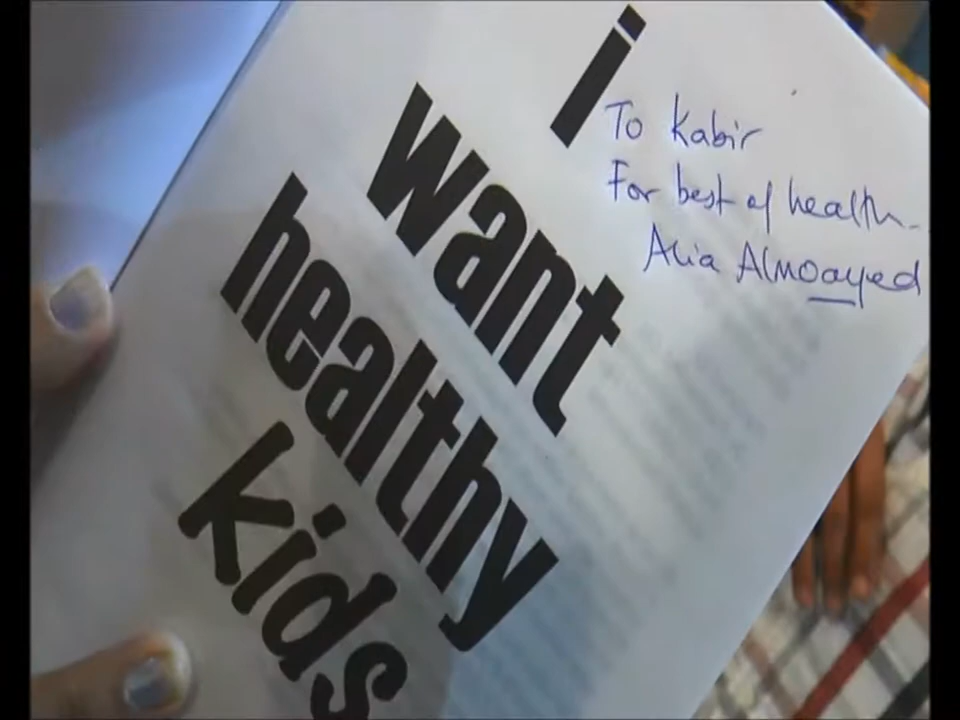 i
want
healthy
kids
To Kabir
For best of health.
Alia Almoayed